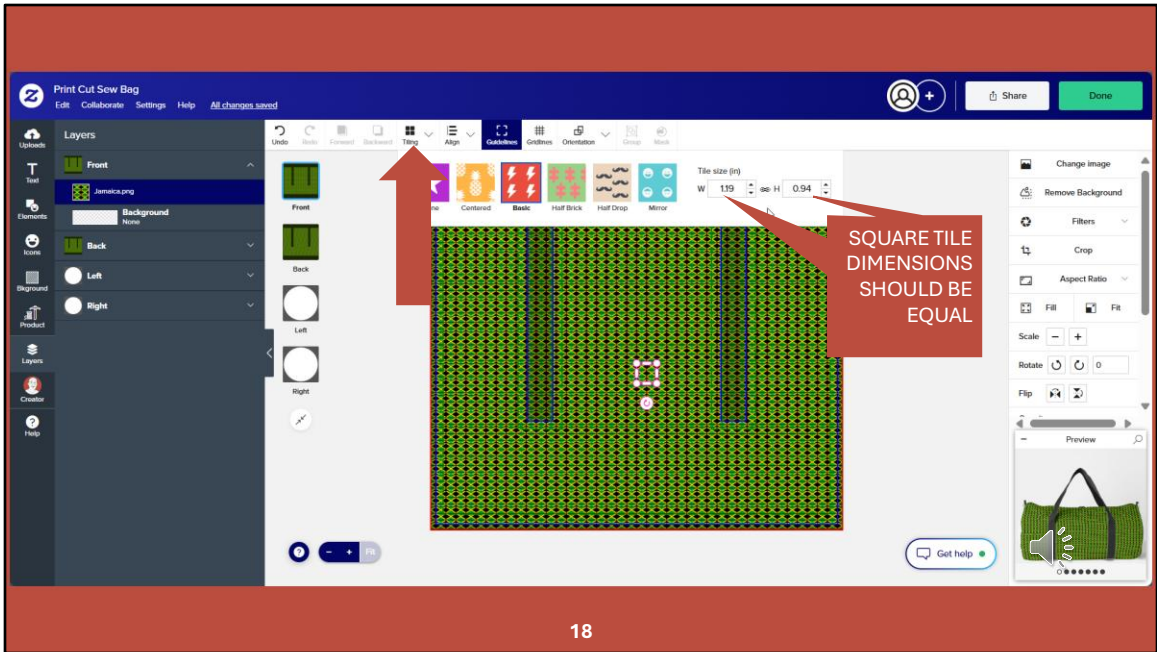 Print Cut Sew Bag
Edit Collaborate Settings Help All changes saved
+
Share
Done
Uploads
Text
Elements
Icons
Bkground
Product
Layers
Creator
Help
Layers
Front
Jamaica.png
Background
None
Back
Left
Right
Undo Redo Forward Backward Tiling Align Guidelines Gridlines Orientation Group Mask
Front
Back
Left
Right
Centered Basic Half Brick Half Drop Mirror
Tile size (in)
W 1.19 H 0.94
SQUARE TILE
DIMENSIONS
SHOULD BE
EQUAL
Change image
Remove Background
Filters
Crop
Aspect Ratio
Fill Fit
Scale − +
Rotate 0
Flip
Preview
? − + Fit
Get help
18